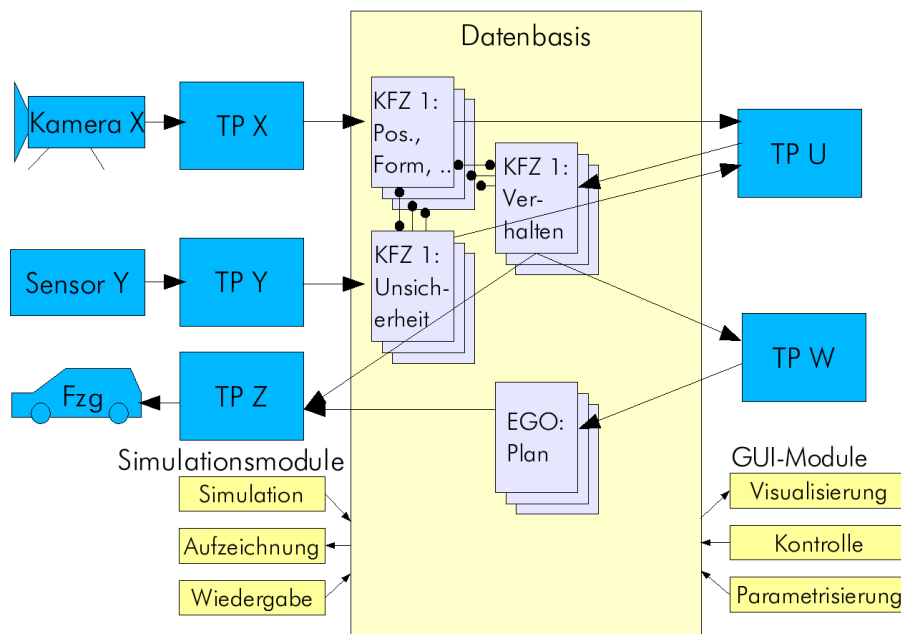 Datenbasis
Kamera X
TP X
KFZ 1:
Pos.,
Form, ..
KFZ 1:
Ver-
halten
TP U
Sensor Y
TP Y
KFZ 1:
Unsich-
erheit
Fzg
TP Z
EGO:
Plan
TP W
Simulationsmodule
Simulation
Aufzeichnung
Wiedergabe
GUI-Module
Visualisierung
Kontrolle
Parametrisierung